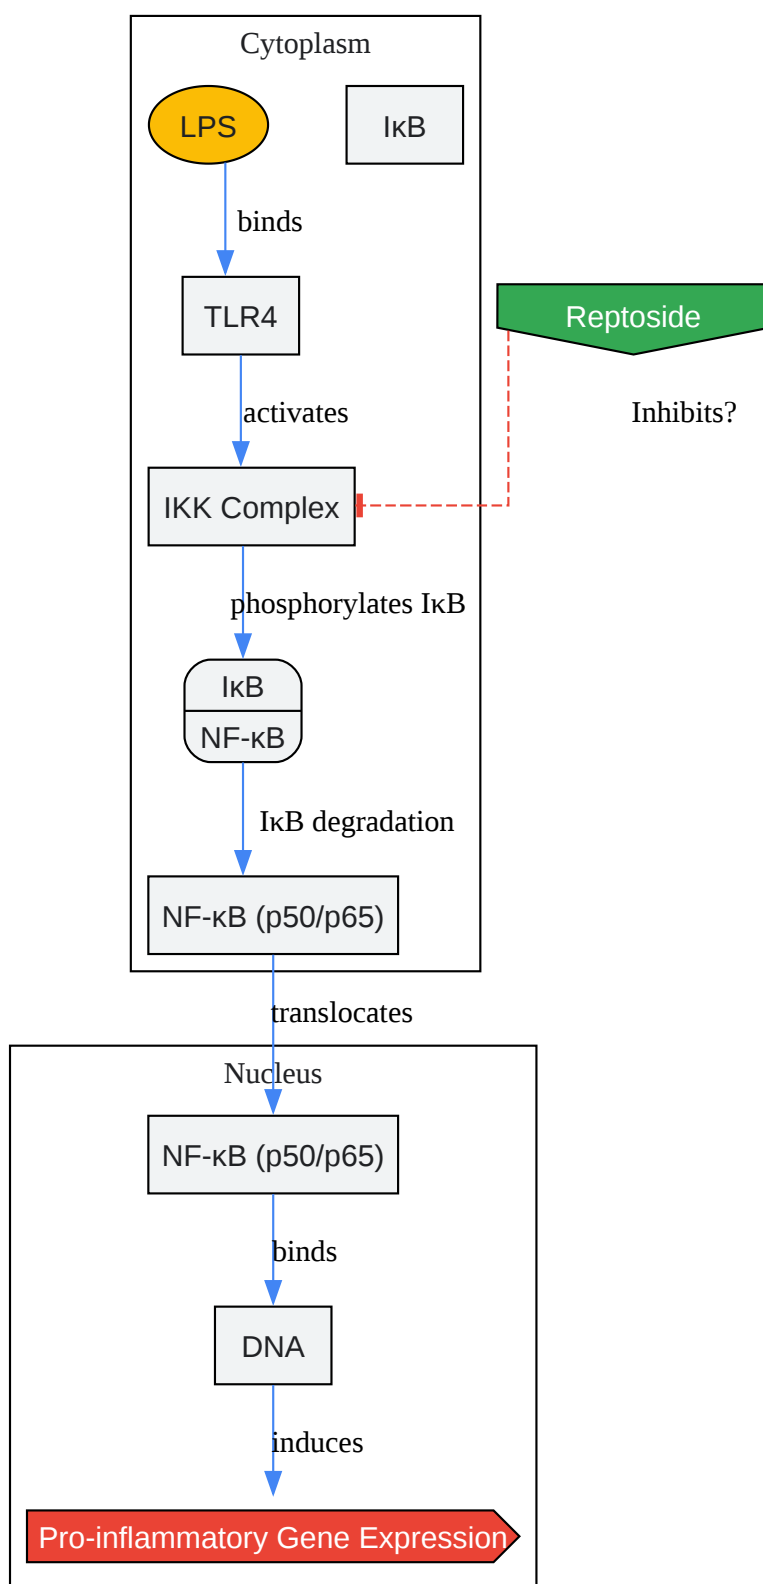 Cytoplasm
LPS
IκB
binds
TLR4
Reptoside
activates
Inhibits?
IKK Complex
phosphorylates IκB
IκB
NF-κB
IκB degradation
NF-κB (p50/p65)
translocates
Nucleus
NF-κB (p50/p65)
binds
DNA
induces
Pro-inflammatory Gene Expression